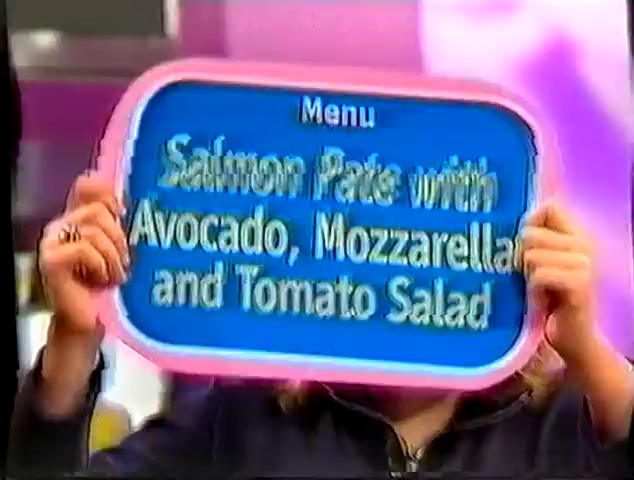 Menu
Salmon Pate with
Avocado, Mozzarella
and Tomato Salad